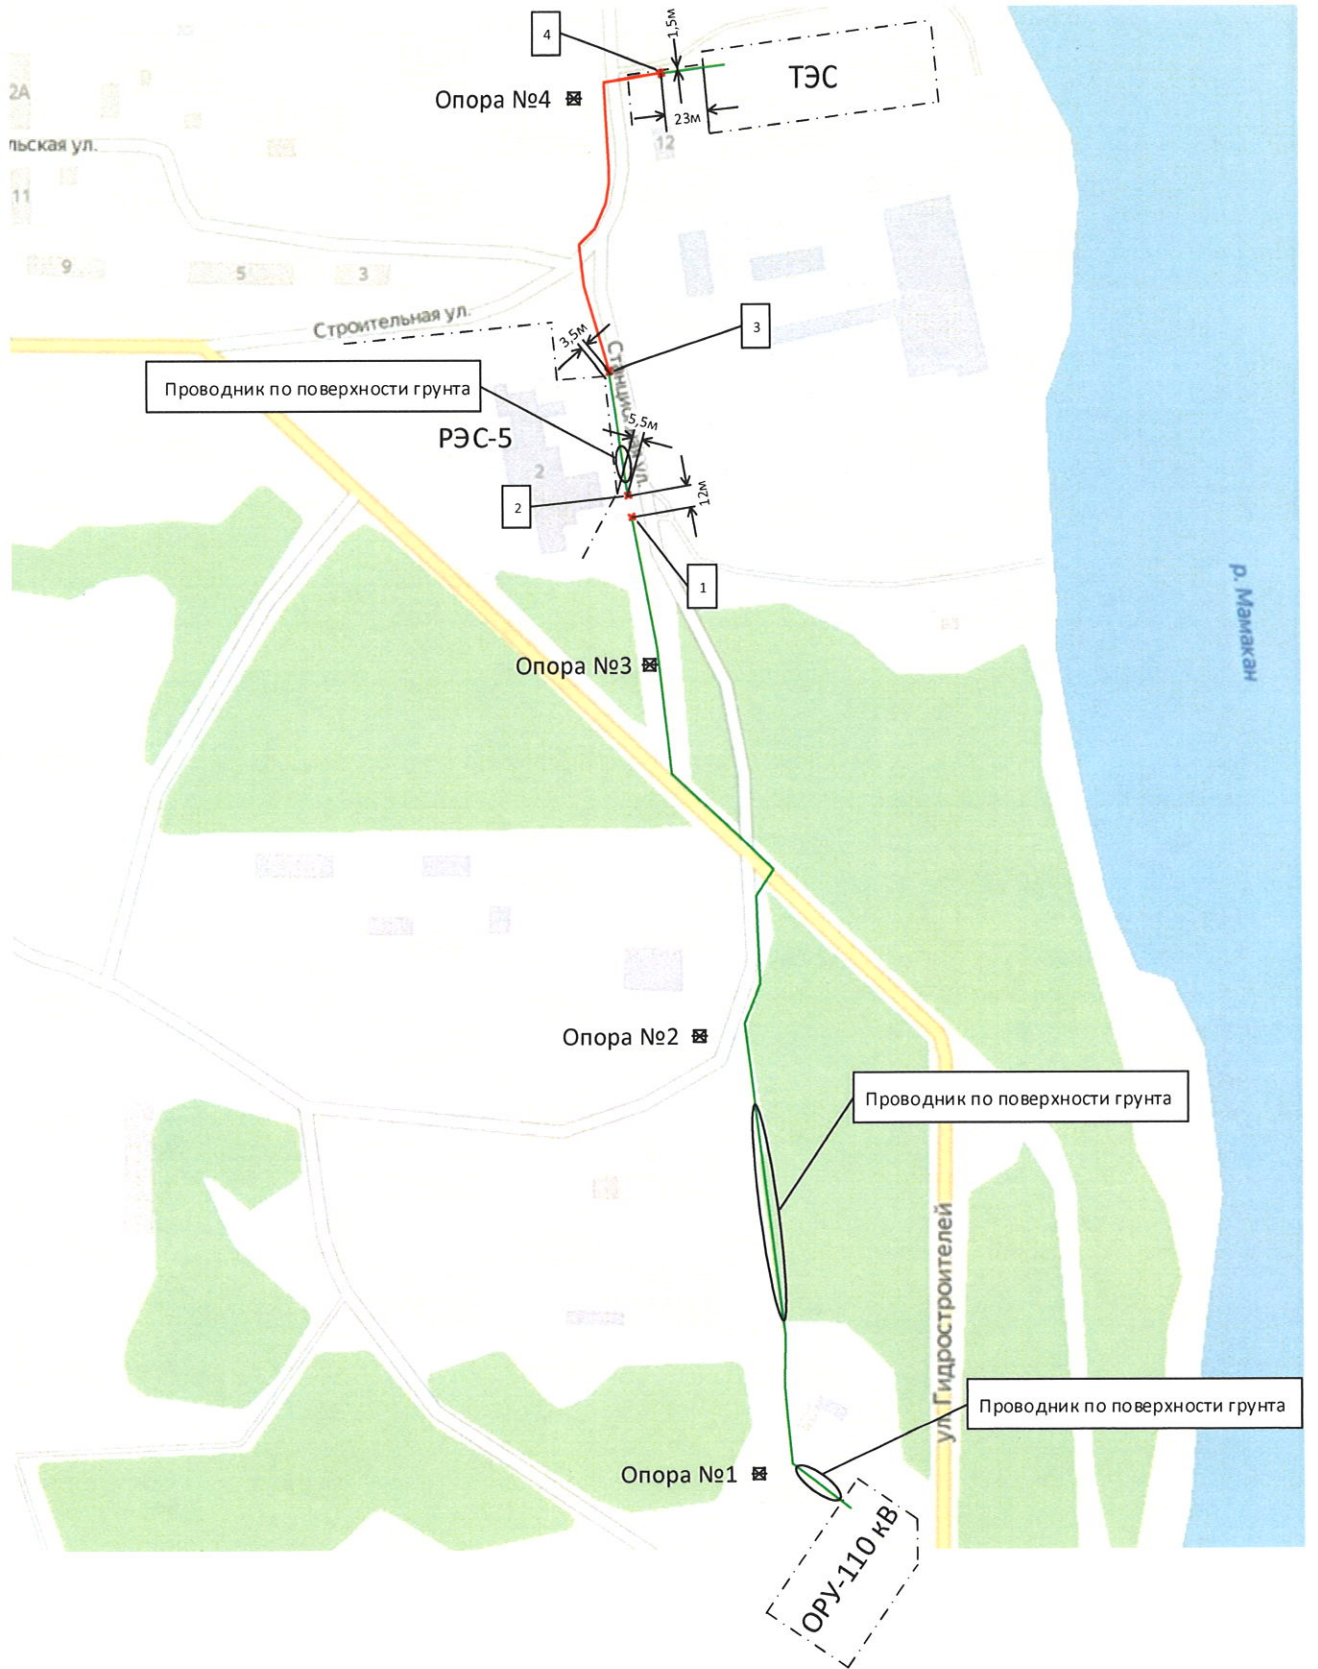 4
1,5м
ТЭС
2А
Опора №4
23м
12
льская ул.
11
9
5
3
Строительная ул.
3,5м
3
Станционная ул.
Проводник по поверхности грунта
5,5м
РЭС-5
2
2
12м
1
р. Мамакан
Опора №3
Опора №2
Проводник по поверхности грунта
ул. Гидростроителей
Проводник по поверхности грунта
Опора №1
ОРУ-110 кВ